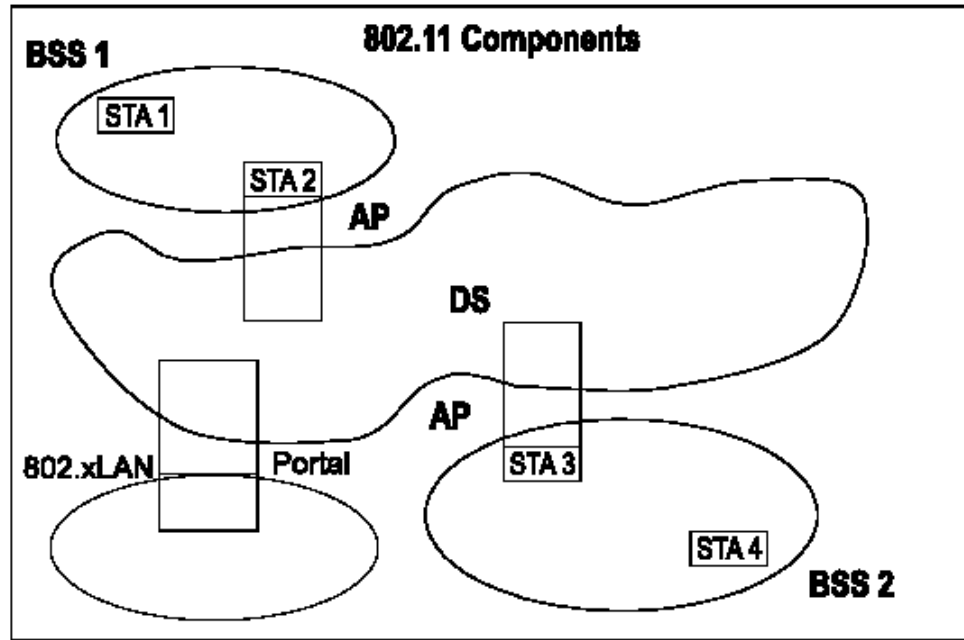 802.11 Components
BSS 1
STA 1
STA 2
AP
DS
AP
802.xLAN
Portal
STA 3
STA 4
BSS 2